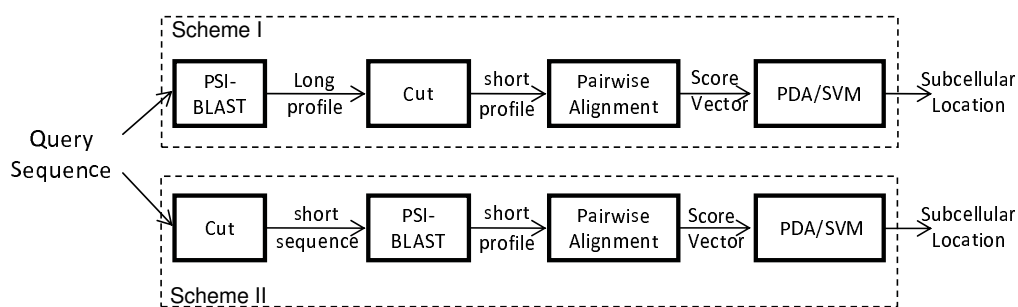 Scheme I
PSI-
BLAST
Long
profile
Cut
short
profile
Pairwise
Alignment
Score
Vector
PDA/SVM
Subcellular
Location
Query
Sequence
Cut
short
sequence
PSI-
BLAST
short
profile
Pairwise
Alignment
Score
Vector
PDA/SVM
Subcellular
Location
Scheme II